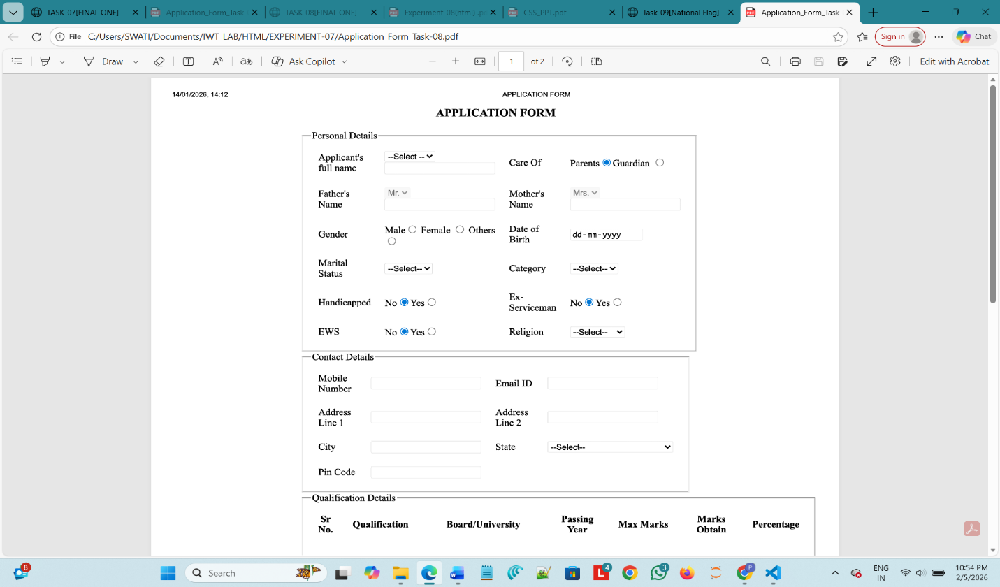 TASK-07[FINAL ONE]
Application_Form_Task-
TASK-08[FINAL ONE]
Experiment-08(html) .p
CSS_PPT.pdf
Task-09[National Flag]
Application_Form_Task-
File C:/Users/SWATI/Documents/IWT_LAB/HTML/EXPERIMENT-07/Application_Form_Task-08.pdf
Sign in
Chat
Draw
Ask Copilot
1 of 2
Edit with Acrobat
14/01/2026, 14:12
APPLICATION FORM
APPLICATION FORM
Personal Details
Applicant's full name --Select --
Care Of Parents Guardian
Father's Name Mr.
Mother's Name Mrs.
Gender Male Female Others
Date of Birth dd-mm-yyyy
Marital Status --Select--
Category --Select--
Handicapped No Yes
Ex-Serviceman No Yes
EWS No Yes
Religion --Select--
Contact Details
Mobile Number
Email ID
Address Line 1
Address Line 2
City
State --Select--
Pin Code
Qualification Details
Sr No. Qualification Board/University Passing Year Max Marks Marks Obtain Percentage
8
Search
4
3
P
ENG
IN
10:54 PM
2/5/2026